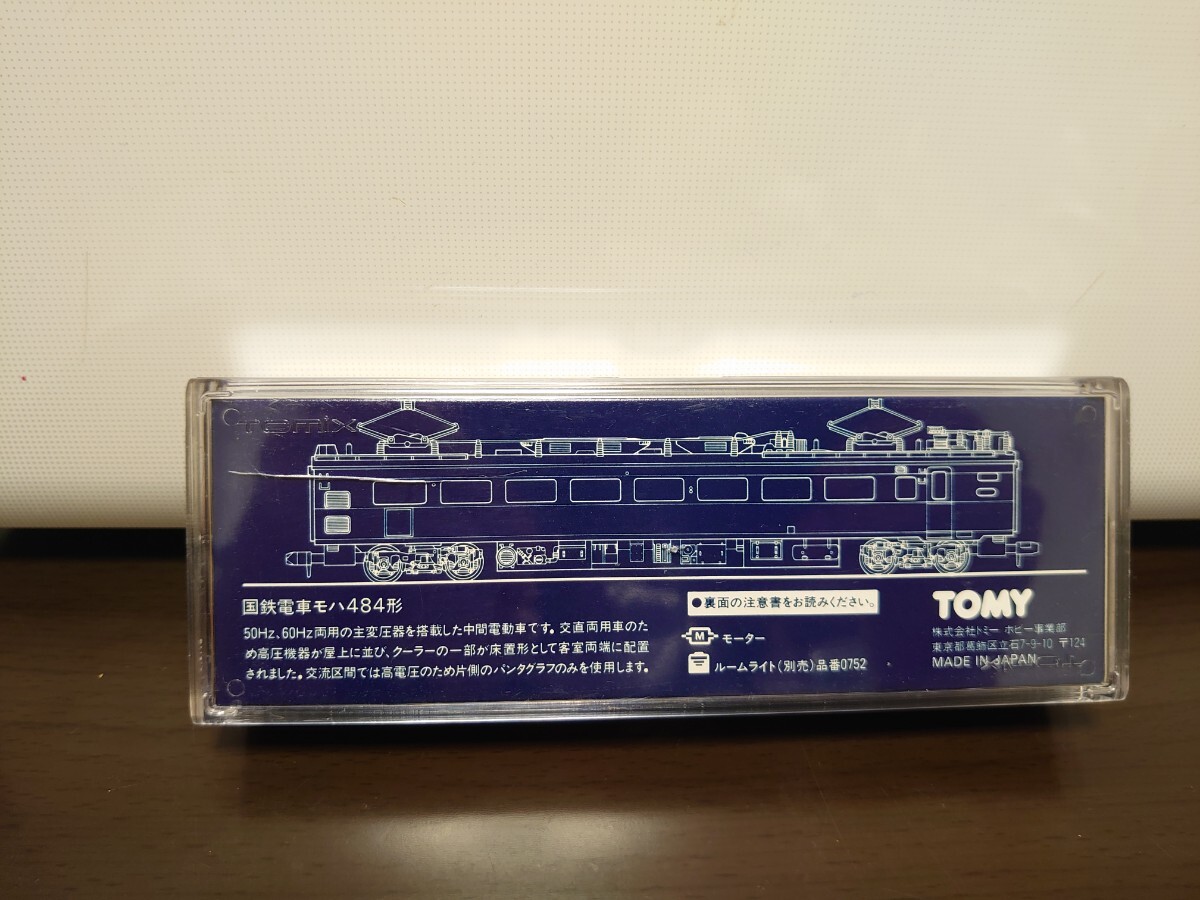 TOMIX
国鉄電車モハ484形
50Hz、60Hz両用の主変圧器を搭載した中間電動車です。交直両用車のた
め高圧機器が屋上に並び、クーラーの一部が床置形として客室両端に配置
されました。交流区間では高電圧のため片側のパンタグラフのみを使用します。
●裏面の注意書をお読みください。
M モーター
ルームライト(別売)品番0752
TOMY
株式会社トミー ホビー事業部
東京都葛飾区立石7-9-10 〒124
MADE IN JAPAN